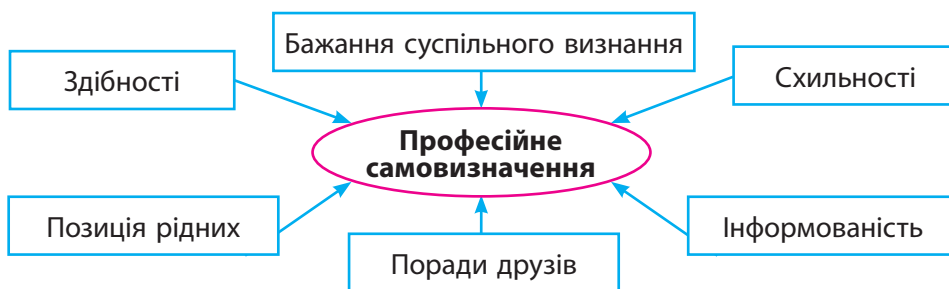 Бажання суспільного визнання
Здібності
Схильності
Професійне
самовизначення
Позиція рідних
Інформованість
Поради друзів